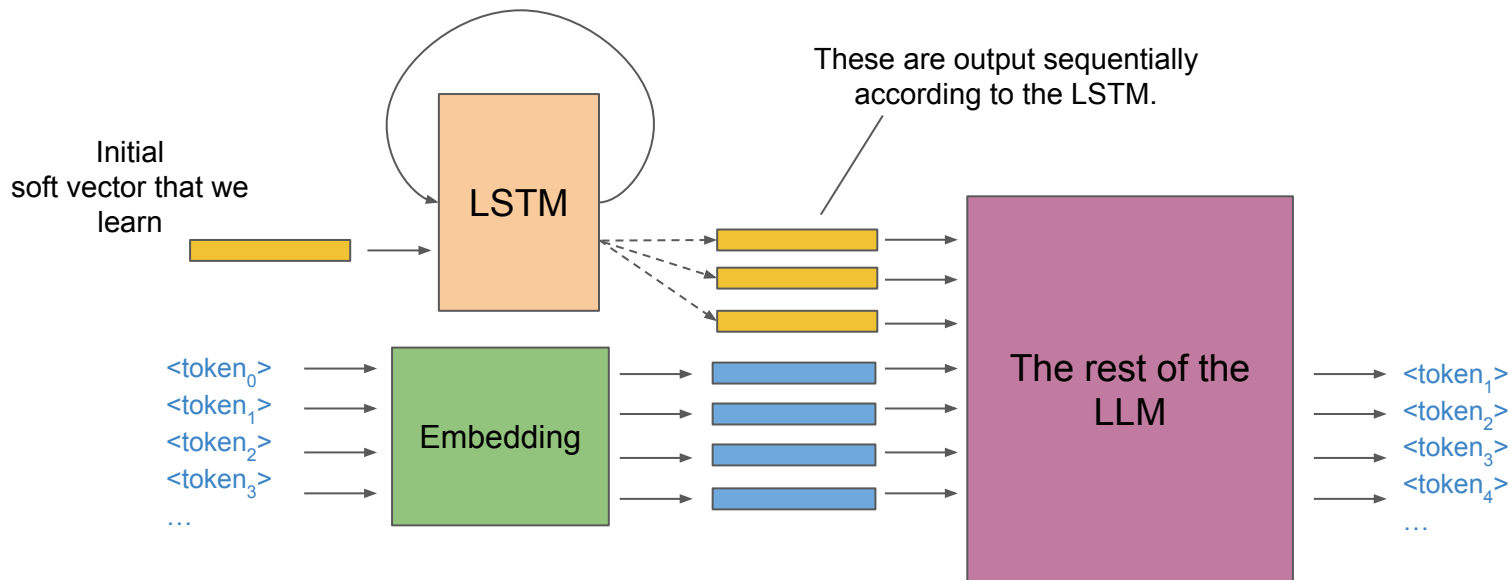 These are output sequentially
according to the LSTM.
Initial
soft vector that we
learn
LSTM
<token₀>
<token₁>
<token₂>
<token₃>
…
Embedding
The rest of the
LLM
<token₁>
<token₂>
<token₃>
<token₄>
…